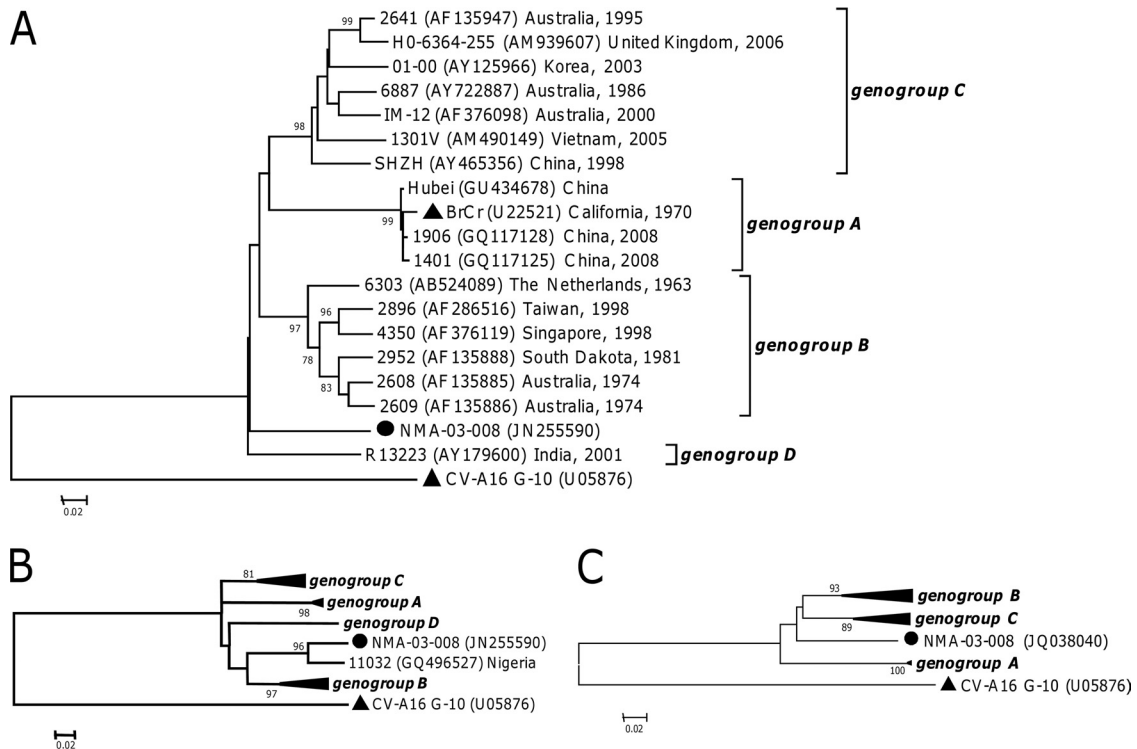 A
99
2641 (AF135947) Australia, 1995
H0-6364-255 (AM939607) United Kingdom, 2006
01-00 (AY125966) Korea, 2003
6887 (AY722887) Australia, 1986
genogroup C
IM-12 (AF376098) Australia, 2000
98
1301V (AM490149) Vietnam, 2005
SHZH (AY465356) China, 1998
Hubei (GU434678) China
BrCr (U22521) California, 1970
99
genogroup A
1906 (GQ117128) China, 2008
1401 (GQ117125) China, 2008
6303 (AB524089) The Netherlands, 1963
96
2896 (AF286516) Taiwan, 1998
97
4350 (AF376119) Singapore, 1998
genogroup B
78
2952 (AF135888) South Dakota, 1981
83
2608 (AF135885) Australia, 1974
2609 (AF135886) Australia, 1974
NMA-03-008 (JN255590)
R13223 (AY179600) India, 2001
genogroup D
CV-A16 G-10 (U05876)
0.02
B
81
genogroup C
genogroup A
98
genogroup D
96
NMA-03-008 (JN255590)
11032 (GQ496527) Nigeria
genogroup B
97
CV-A16 G-10 (U05876)
0.02
C
93
genogroup B
genogroup C
89
NMA-03-008 (JQ038040)
genogroup A
100
CV-A16 G-10 (U05876)
0.02